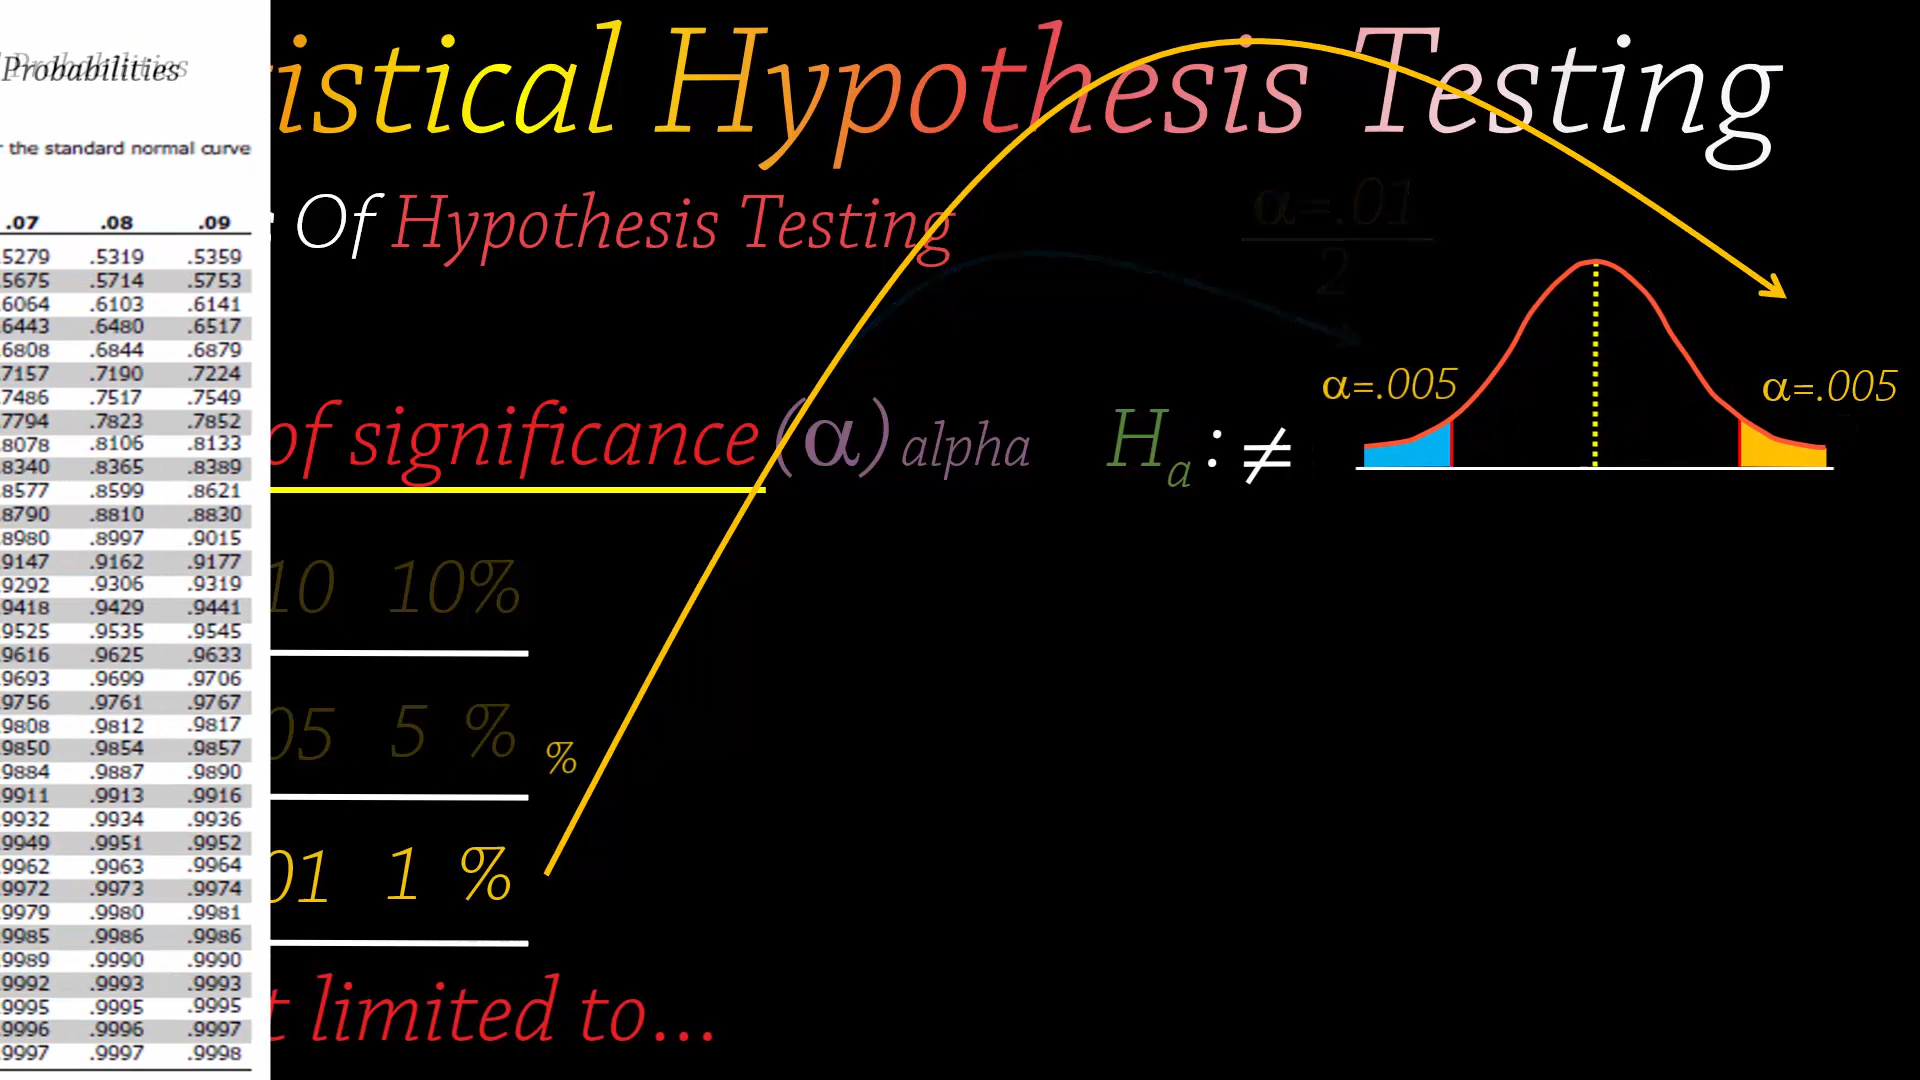 Probabilities
istical Hypothesis Testing
the standard normal curve
Of Hypothesis Testing
α=.01
2
.07 .08 .09
.5279 .5319 .5359
.5675 .5714 .5753
.6064 .6103 .6141
.6443 .6480 .6517
.6808 .6844 .6879
.7157 .7190 .7224
.7486 .7517 .7549
.7794 .7823 .7852
.8078 .8106 .8133
.8340 .8365 .8389
.8577 .8599 .8621
.8790 .8810 .8830
.8980 .8997 .9015
.9147 .9162 .9177
.9292 .9306 .9319
.9418 .9429 .9441
.9525 .9535 .9545
.9616 .9625 .9633
.9693 .9699 .9706
.9756 .9761 .9767
.9808 .9812 .9817
.9850 .9854 .9857
.9884 .9887 .9890
.9911 .9913 .9916
.9932 .9934 .9936
.9949 .9951 .9952
.9962 .9963 .9964
.9972 .9973 .9974
.9979 .9980 .9981
.9985 .9986 .9986
.9989 .9990 .9990
.9992 .9993 .9993
.9995 .9995 .9995
.9996 .9996 .9997
.9997 .9997 .9998
α=.005 α=.005
of significance (α) alpha Ha : ≠
10 10%
05 5 % %
01 1 %
limited to...